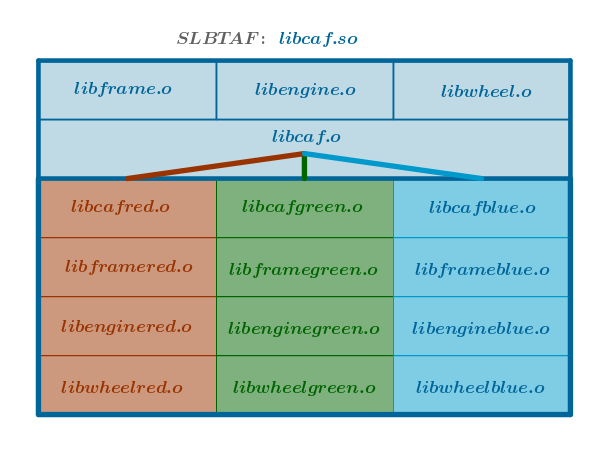 SLBTAF: libcaf.so
libframe.o libengine.o libwheel.o
libcaf.o
libcafred.o libcafgreen.o libcafblue.o
libframered.o libframegreen.o libframeblue.o
libenginered.o libenginegreen.o libengineblue.o
libwheelred.o libwheelgreen.o libwheelblue.o